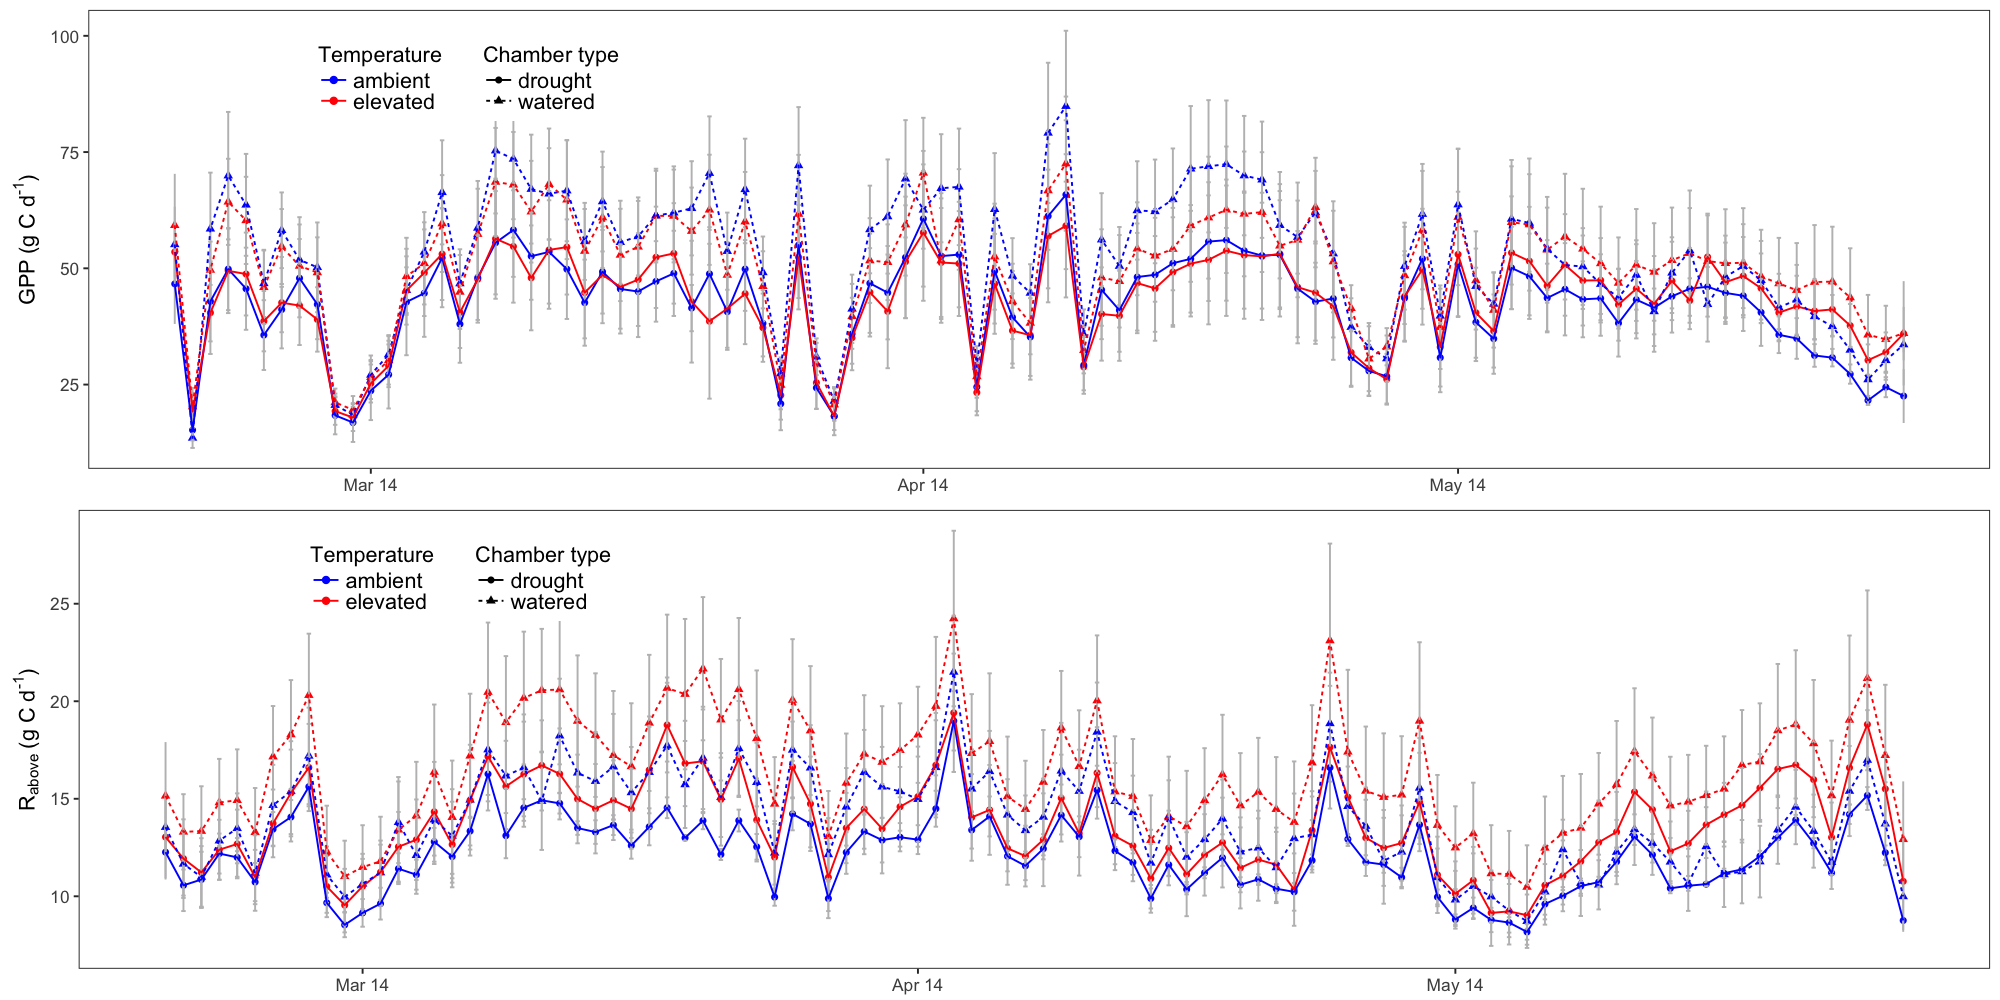 100
75
50
25
GPP (g C d⁻¹)
Temperature
ambient
elevated
Chamber type
drought
watered
Mar 14
Apr 14
May 14
25
20
15
10
R_above (g C d⁻¹)
Temperature
ambient
elevated
Chamber type
drought
watered
Mar 14
Apr 14
May 14